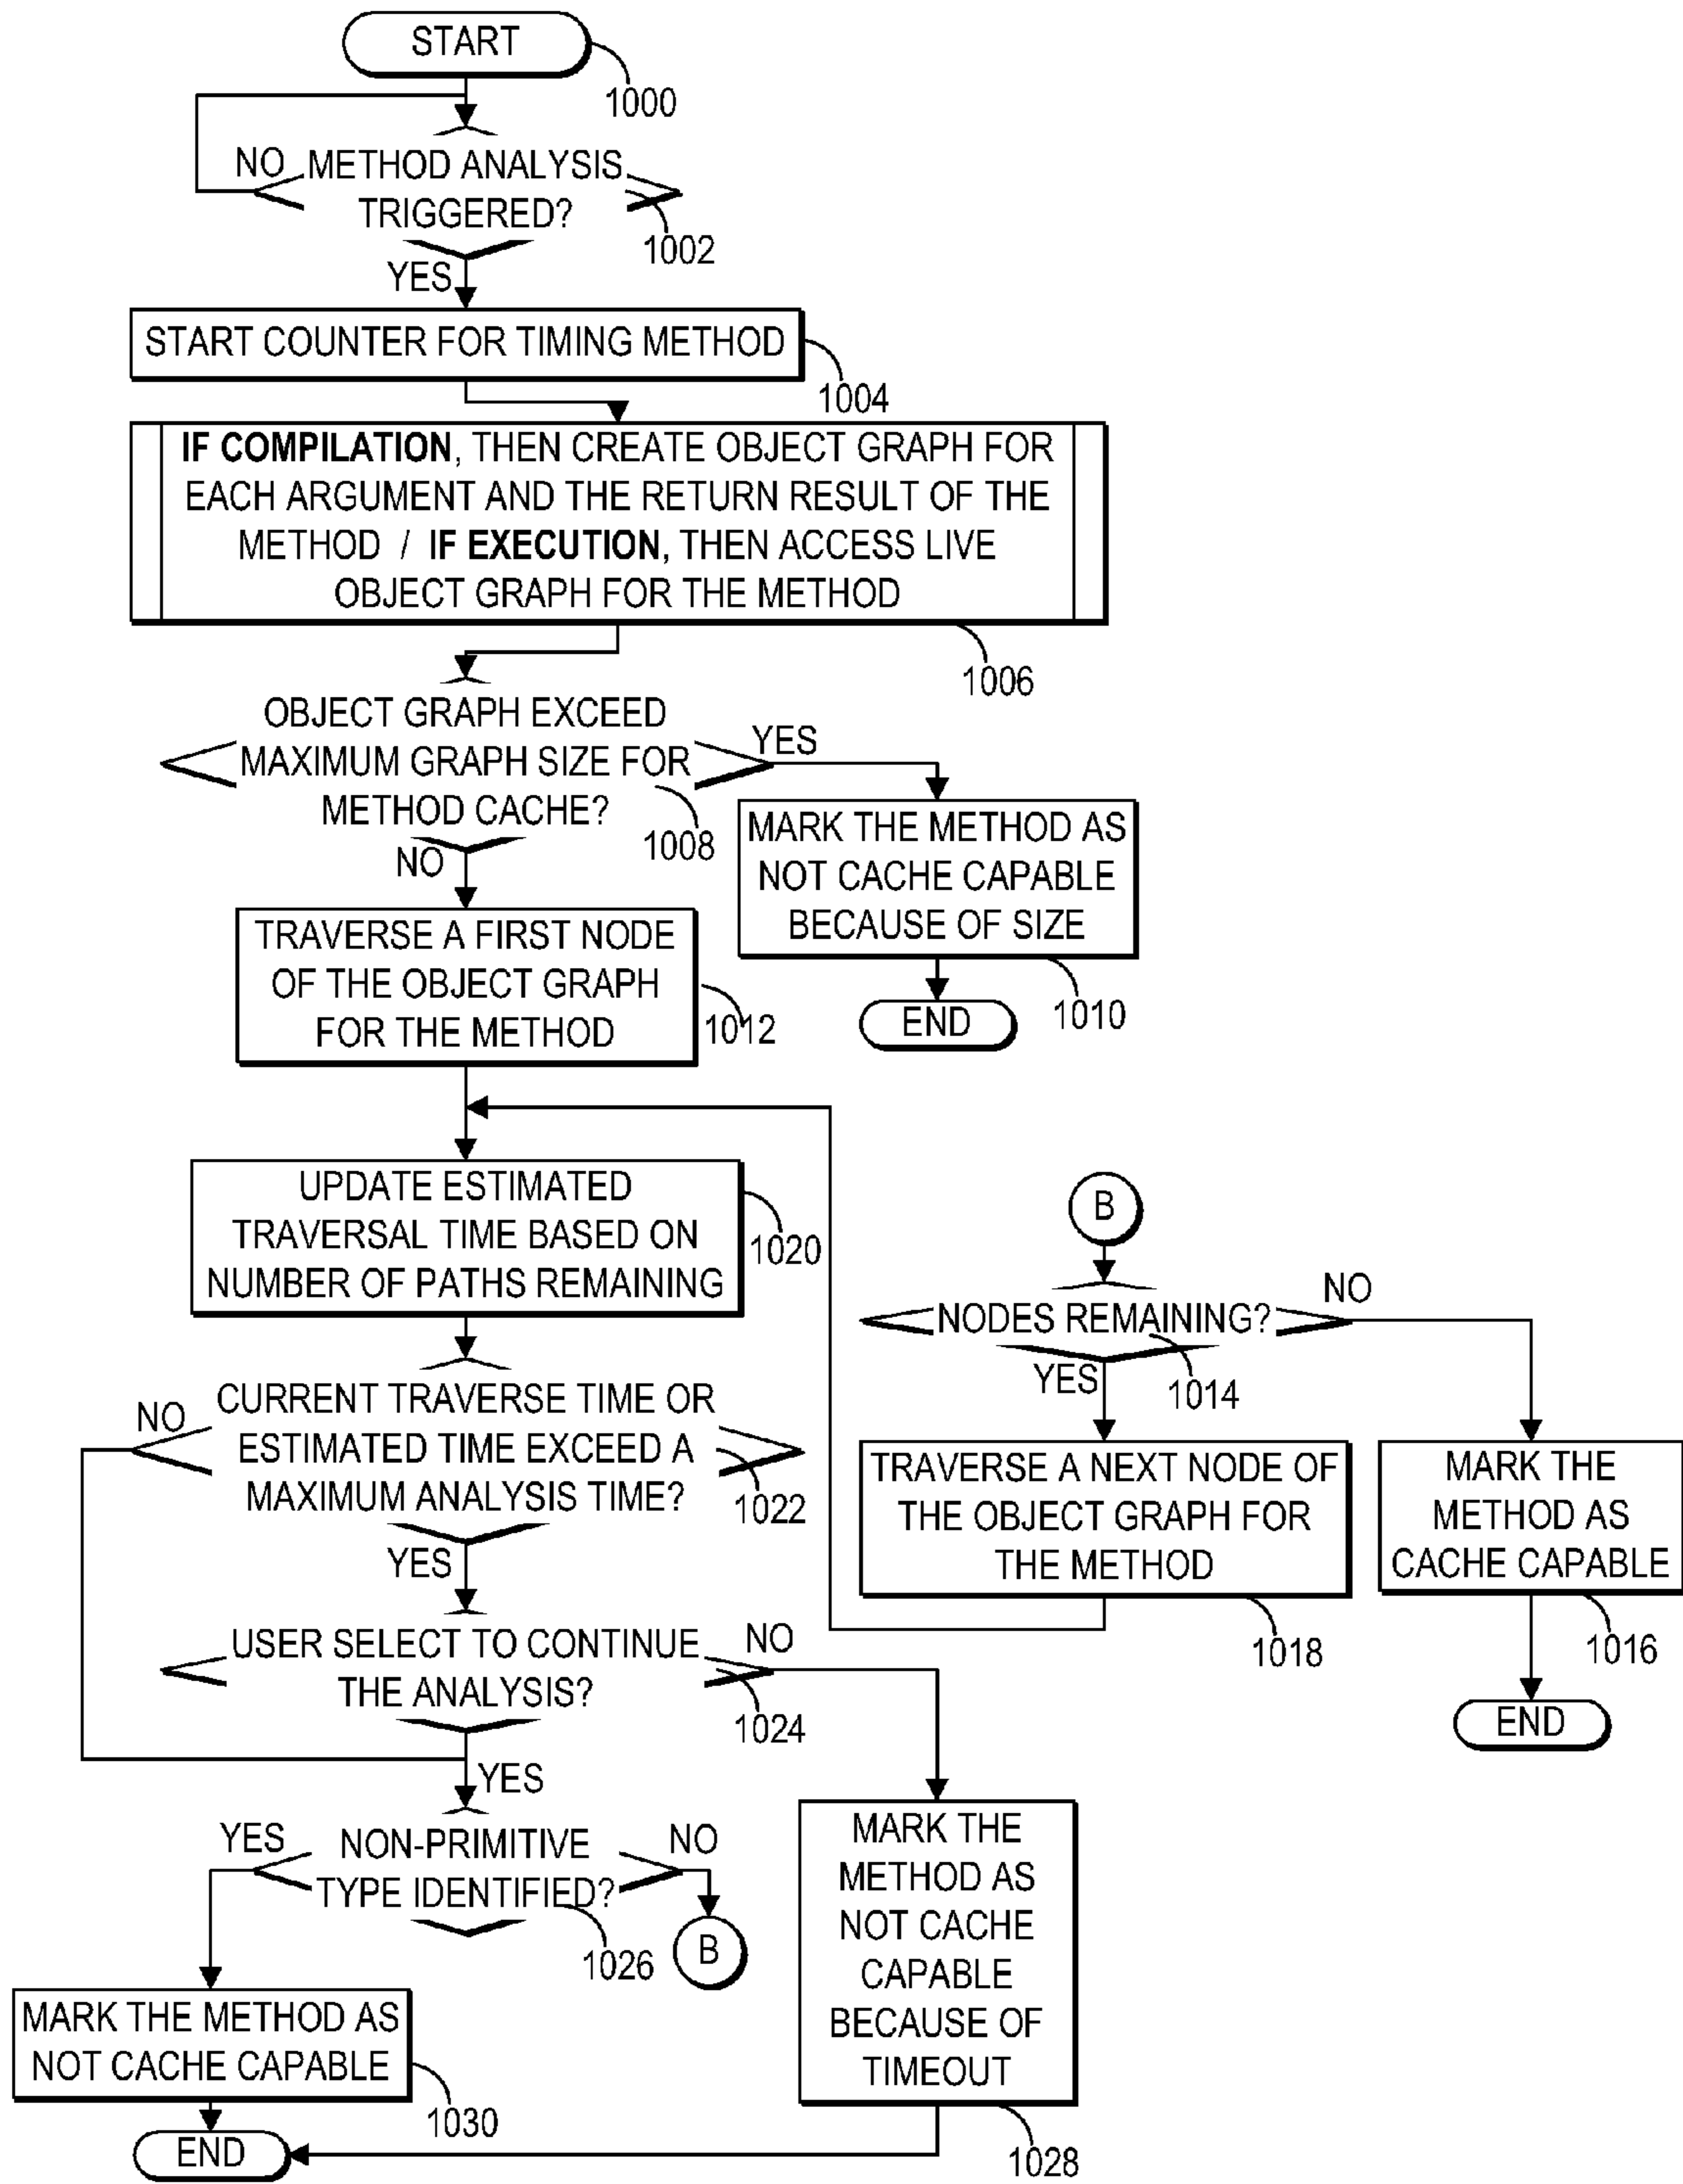 START
1000
NO METHOD ANALYSIS
TRIGGERED?
1002
YES
START COUNTER FOR TIMING METHOD
1004
IF COMPILATION, THEN CREATE OBJECT GRAPH FOR
EACH ARGUMENT AND THE RETURN RESULT OF THE
METHOD / IF EXECUTION, THEN ACCESS LIVE
OBJECT GRAPH FOR THE METHOD
1006
OBJECT GRAPH EXCEED
MAXIMUM GRAPH SIZE FOR
METHOD CACHE?
1008
YES
NO
MARK THE METHOD AS
NOT CACHE CAPABLE
BECAUSE OF SIZE
1010
END
TRAVERSE A FIRST NODE
OF THE OBJECT GRAPH
FOR THE METHOD
1012
UPDATE ESTIMATED
TRAVERSAL TIME BASED ON
NUMBER OF PATHS REMAINING
1020
CURRENT TRAVERSE TIME OR
ESTIMATED TIME EXCEED A
MAXIMUM ANALYSIS TIME?
1022
NO
YES
USER SELECT TO CONTINUE
THE ANALYSIS?
1024
NO
YES
NON-PRIMITIVE
TYPE IDENTIFIED?
1026
YES
NO
B
MARK THE METHOD AS
NOT CACHE CAPABLE
1030
END
MARK THE
METHOD AS
NOT CACHE
CAPABLE
BECAUSE OF
TIMEOUT
1028
B
NODES REMAINING?
1014
NO
YES
TRAVERSE A NEXT NODE OF
THE OBJECT GRAPH FOR
THE METHOD
1018
MARK THE
METHOD AS
CACHE CAPABLE
1016
END